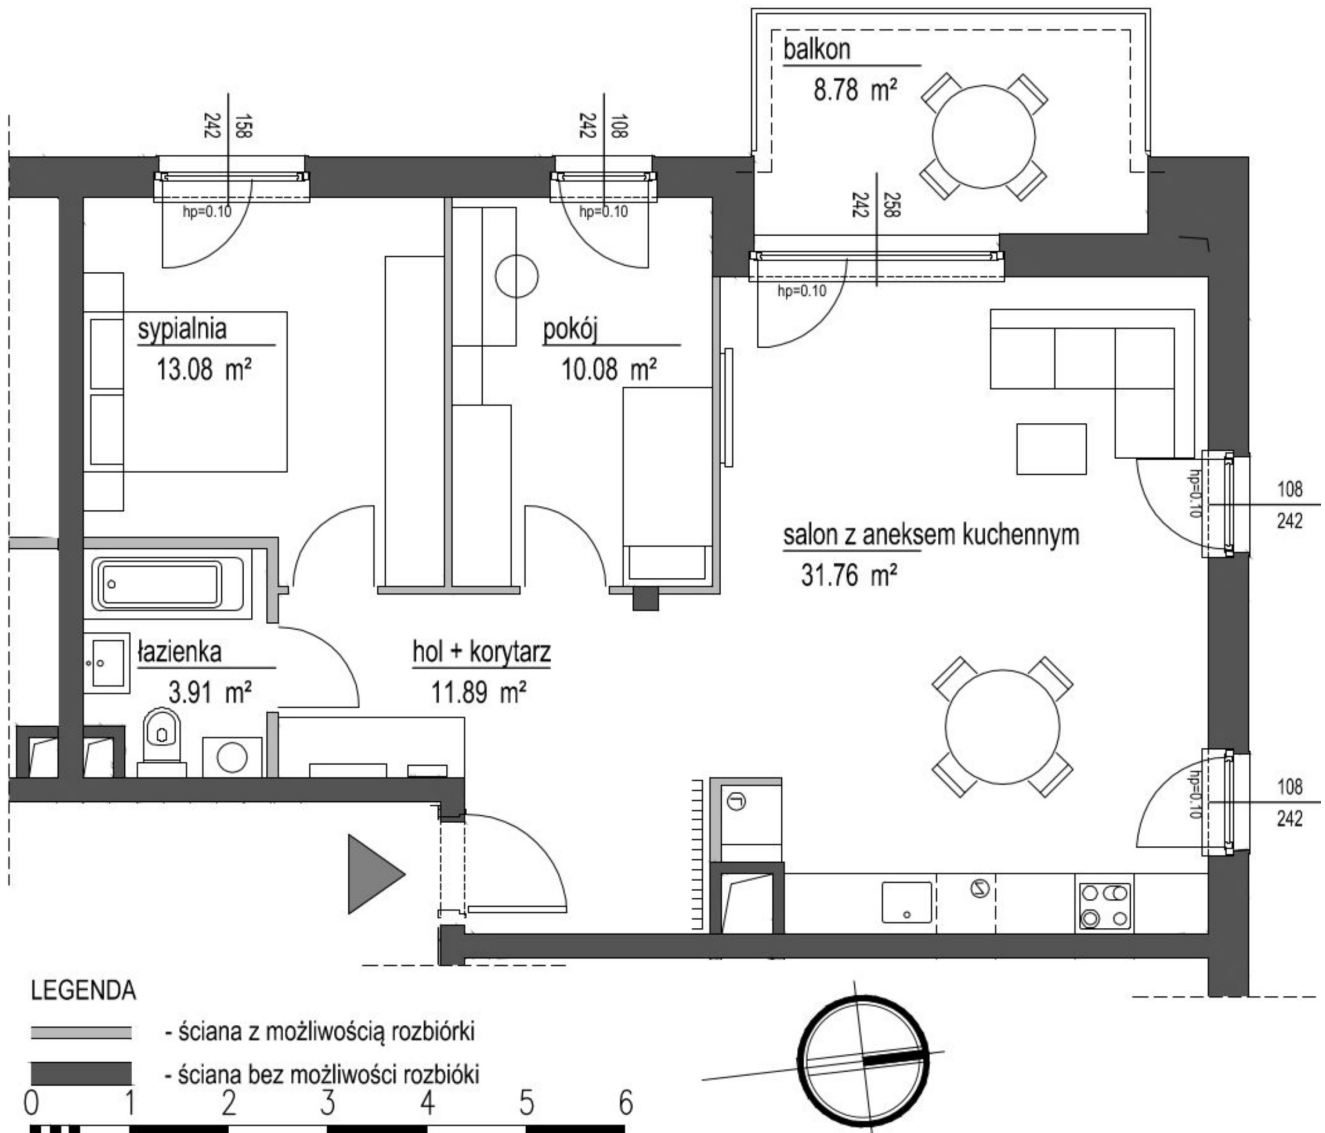 balkon
8.78 m²
158
242
108
242
258
242
hp=0.10
hp=0.10
hp=0.10
sypialnia
13.08 m²
pokój
10.08 m²
hp=0.10
108
242
salon z aneksem kuchennym
31.76 m²
łazienka
3.91 m²
hol + korytarz
11.89 m²
hp=0.10
108
242
L
Z
LEGENDA
- ściana z możliwością rozbiórki
- ściana bez możliwości rozbióki
0 1 2 3 4 5 6